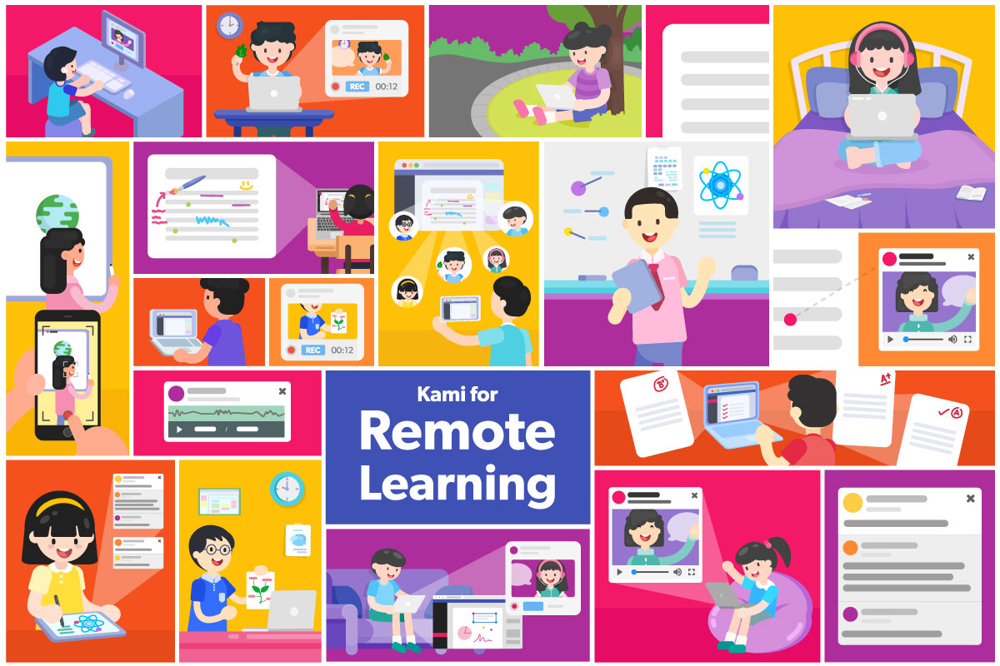 REC 00:12
REC 00:12
B+
A+
A
Kami for
Remote
Learning